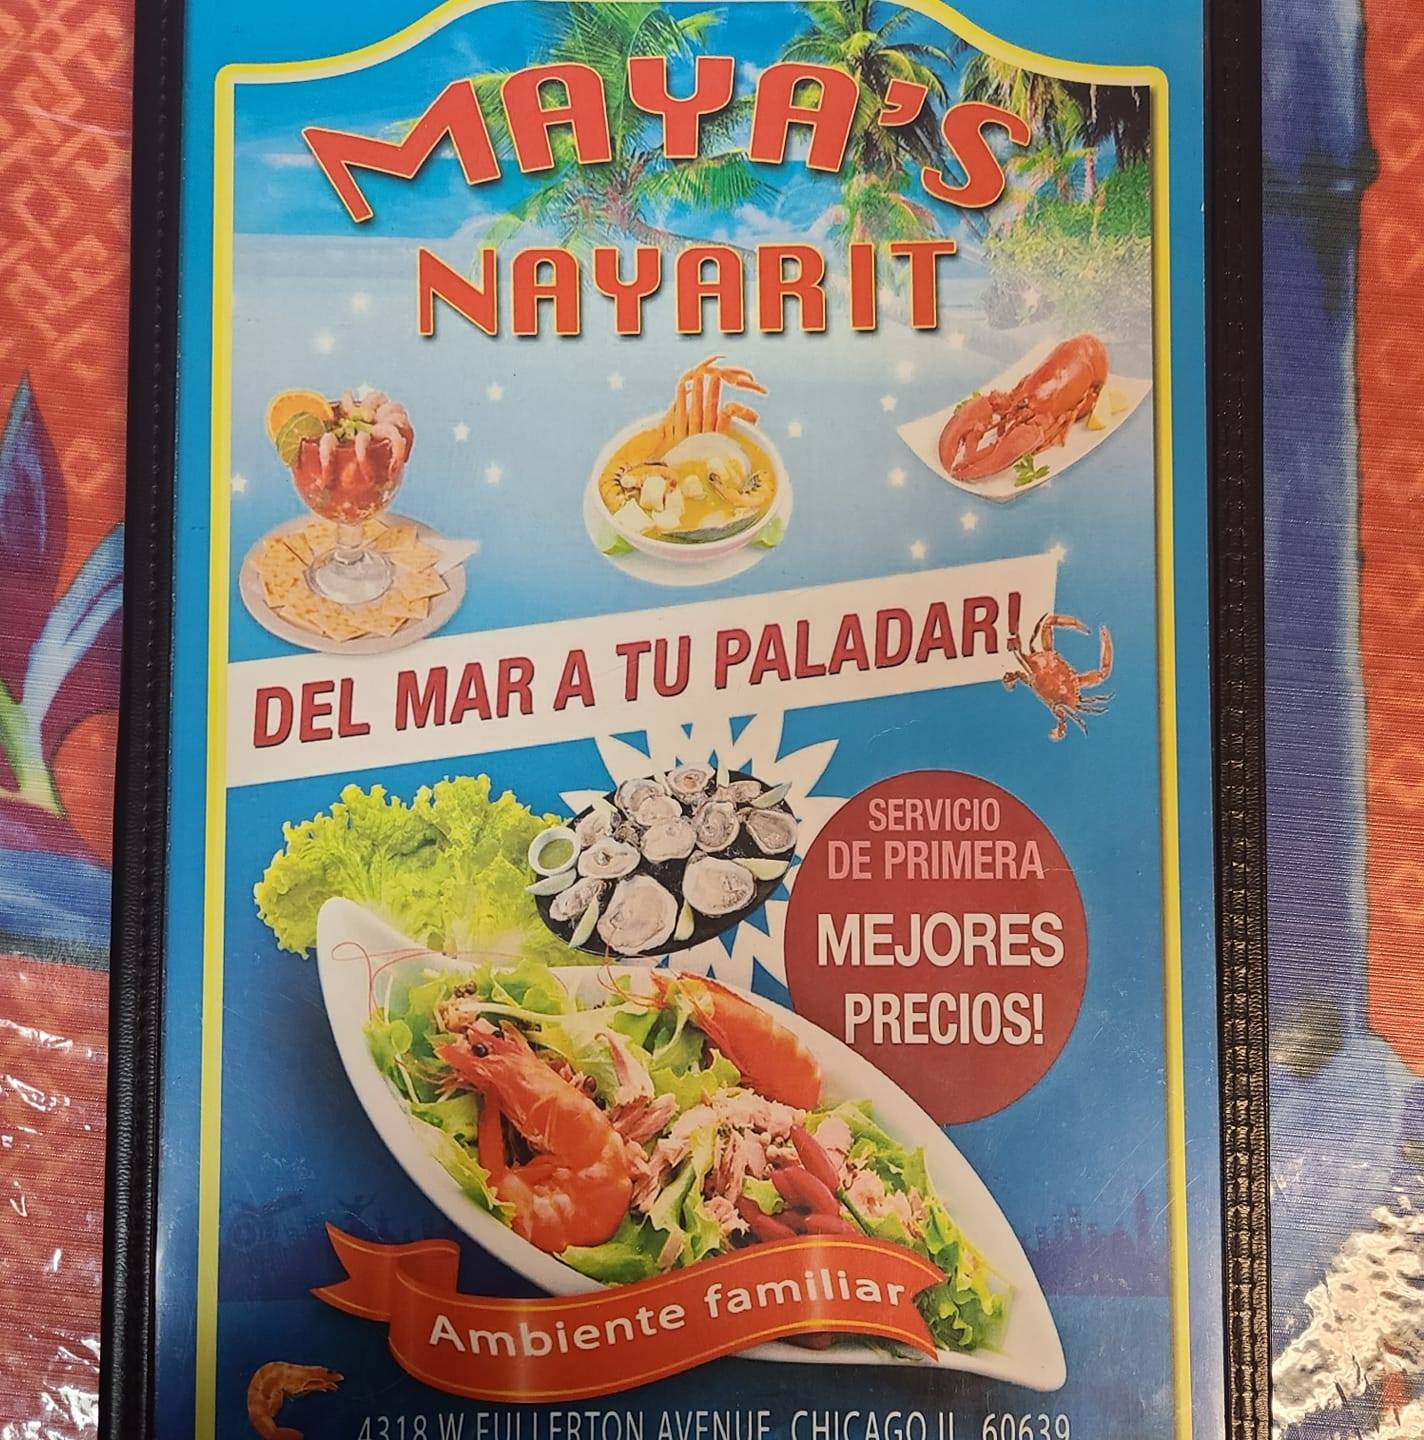 MAYA'S
NAYARIT
DEL MAR A TU PALADAR!
SERVICIO
DE PRIMERA
MEJORES
PRECIOS!
Ambiente familiar
4318 W FULLERTON AVENUE, CHICAGO IL, 60639